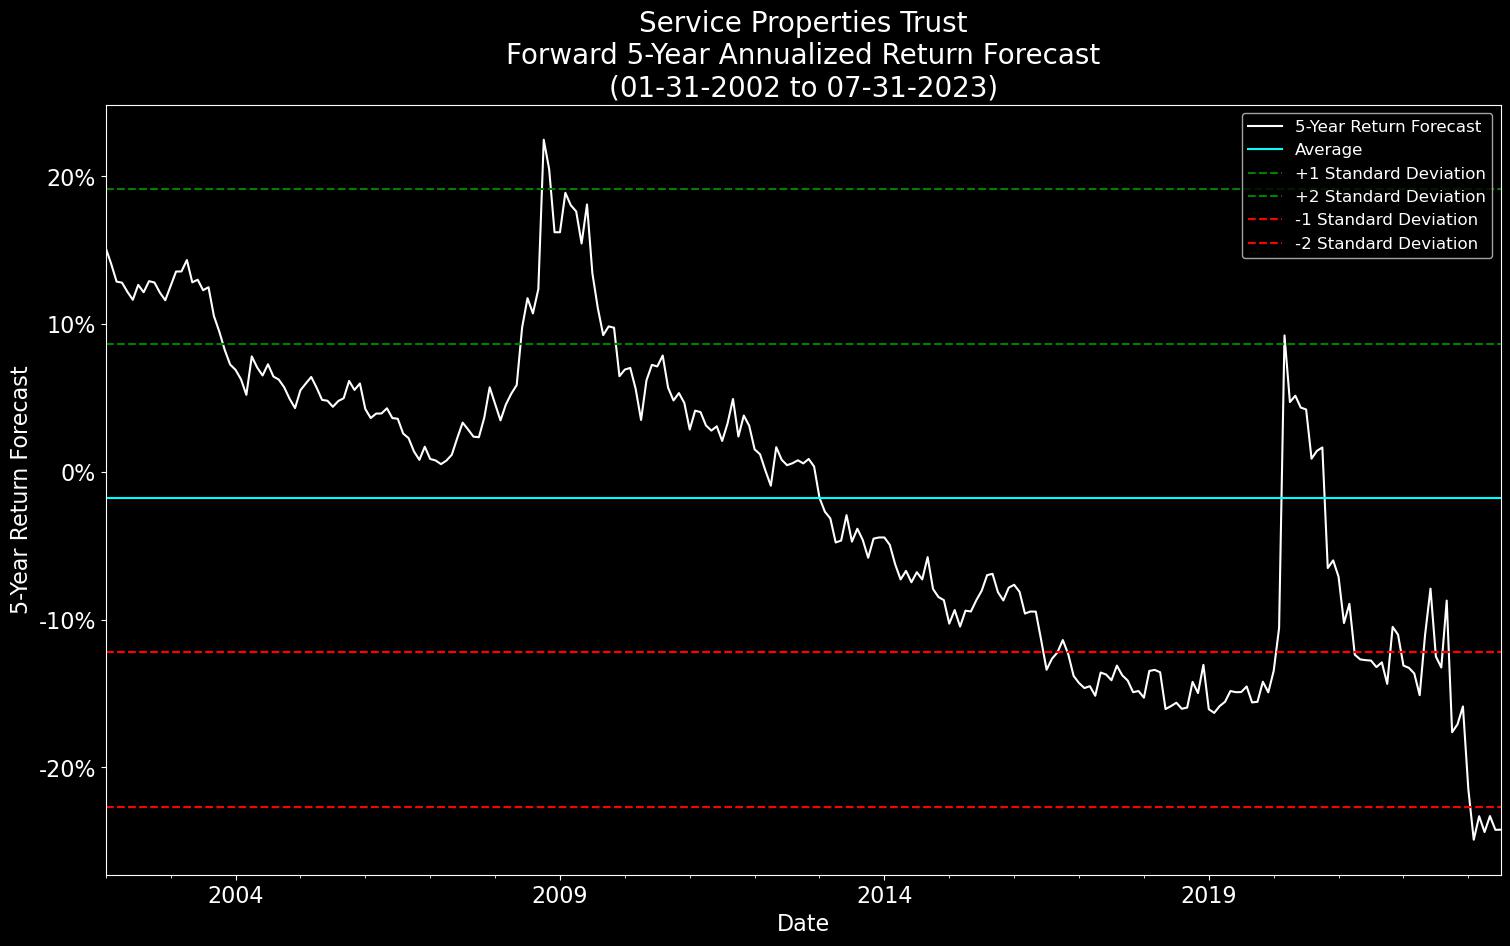 Service Properties Trust
Forward 5-Year Annualized Return Forecast
(01-31-2002 to 07-31-2023)
5-Year Return Forecast
Average
+1 Standard Deviation
+2 Standard Deviation
-1 Standard Deviation
-2 Standard Deviation
20%
10%
0%
-10%
-20%
5-Year Return Forecast
2004
2009
2014
2019
Date